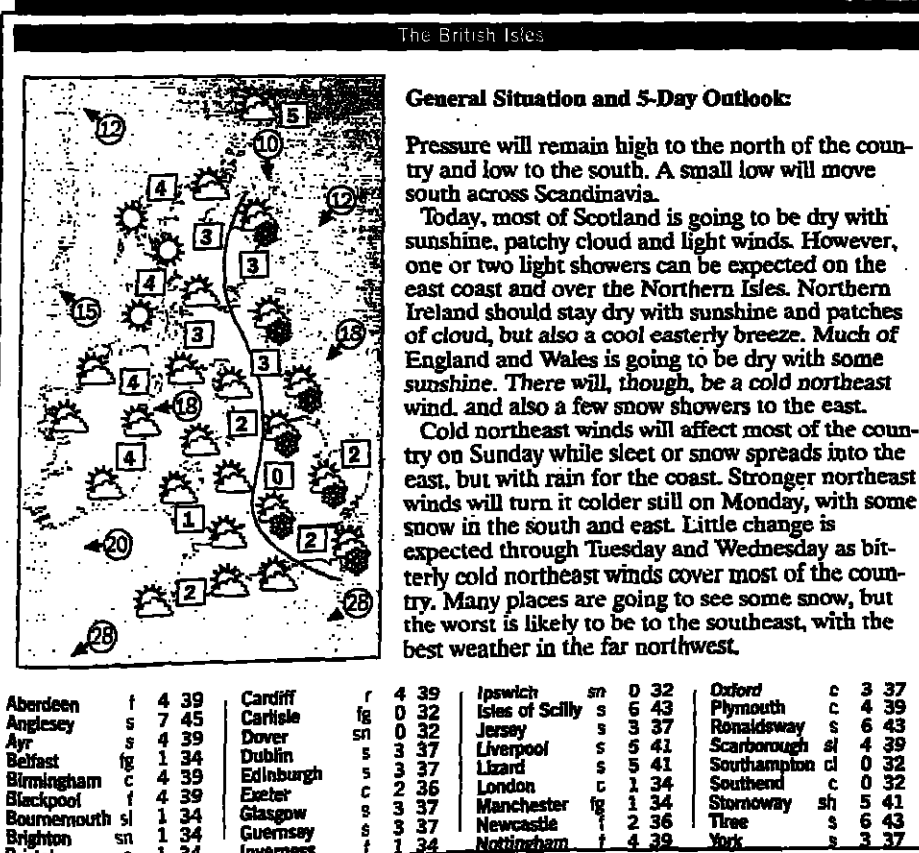 The British Isles
General Situation and 5-Day Outlook:
Pressure will remain high to the north of the coun-
try and low to the south. A small low will move
south across Scandinavia.
Today, most of Scotland is going to be dry with
sunshine, patchy cloud and light winds. However,
one or two light showers can be expected on the
east coast and over the Northern Isles. Northern
Ireland should stay dry with sunshine and patches
of cloud, but also a cool easterly breeze. Much of
England and Wales is going to be dry with some
sunshine. There will, though, be a cold northeast
wind. and also a few snow showers to the east.
Cold northeast winds will affect most of the coun-
try on Sunday while sleet or snow spreads into the
east, but with rain for the coast. Stronger northeast
winds will turn it colder still on Monday, with some
snow in the south and east. Little change is
expected through Tuesday and Wednesday as bit-
terly cold northeast winds cover most of the coun-
try. Many places are going to see some snow, but
the worst is likely to be to the southeast, with the
best weather in the far northwest.
5
12
10
4
12
3
3
4
15
3
18
3
4
18
2
4
2
0
1
2
20
2
28
28
Aberdeen f 4 39
Anglesey s 7 45
Ayr s 4 39
Belfast fg 1 34
Birmingham c 4 39
Blackpool f 4 39
Bournemouth sl 1 34
Brighton sn 1 34
Cardiff r 4 39
Carlisle fg 0 32
Dover sn 0 32
Dublin s 3 37
Edinburgh s 3 37
Exeter c 2 36
Glasgow s 3 37
Guernsey s 3 37
Inverness f 1 34
Ipswich sn 0 32
Isles of Scilly s 6 43
Jersey s 3 37
Liverpool s 5 41
Lizard s 5 41
London c 1 34
Manchester fg 1 34
Newcastle f 2 36
Nottingham f 4 39
Oxford c 3 37
Plymouth c 4 39
Ronaldsway s 6 43
Scarborough sl 4 39
Southampton cl 0 32
Southend c 0 32
Stornoway sh 5 41
Tiree s 6 43
York s 3 37